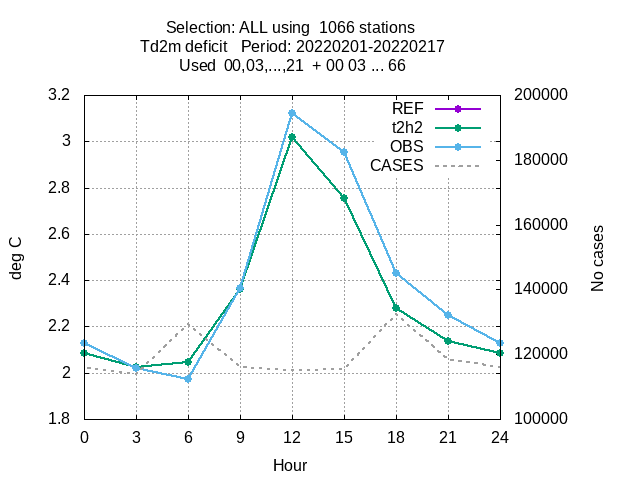 Selection: ALL using  1066 stations
Td2m deficit   Period: 20220201-20220217
Used  00,03,...,21  + 00 03 ... 66
3.2
3
2.8
2.6
2.4
2.2
2
1.8
deg C
REF
t2h2
OBS
CASES
200000
180000
160000
140000
120000
100000
No cases
0 3 6 9 12 15 18 21 24
Hour